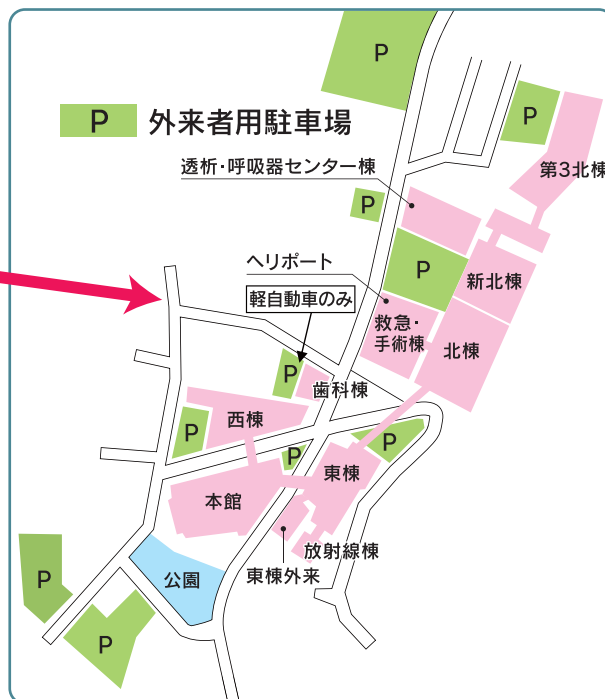 P
P 外来者用駐車場
P
第3北棟
透析・呼吸器センター棟
P
ヘリポート
P
新北棟
軽自動車のみ
救急・
手術棟
北棟
P
歯科棟
西棟
P
P
P
東棟
本館
放射線棟
東棟外来
公園
P
P